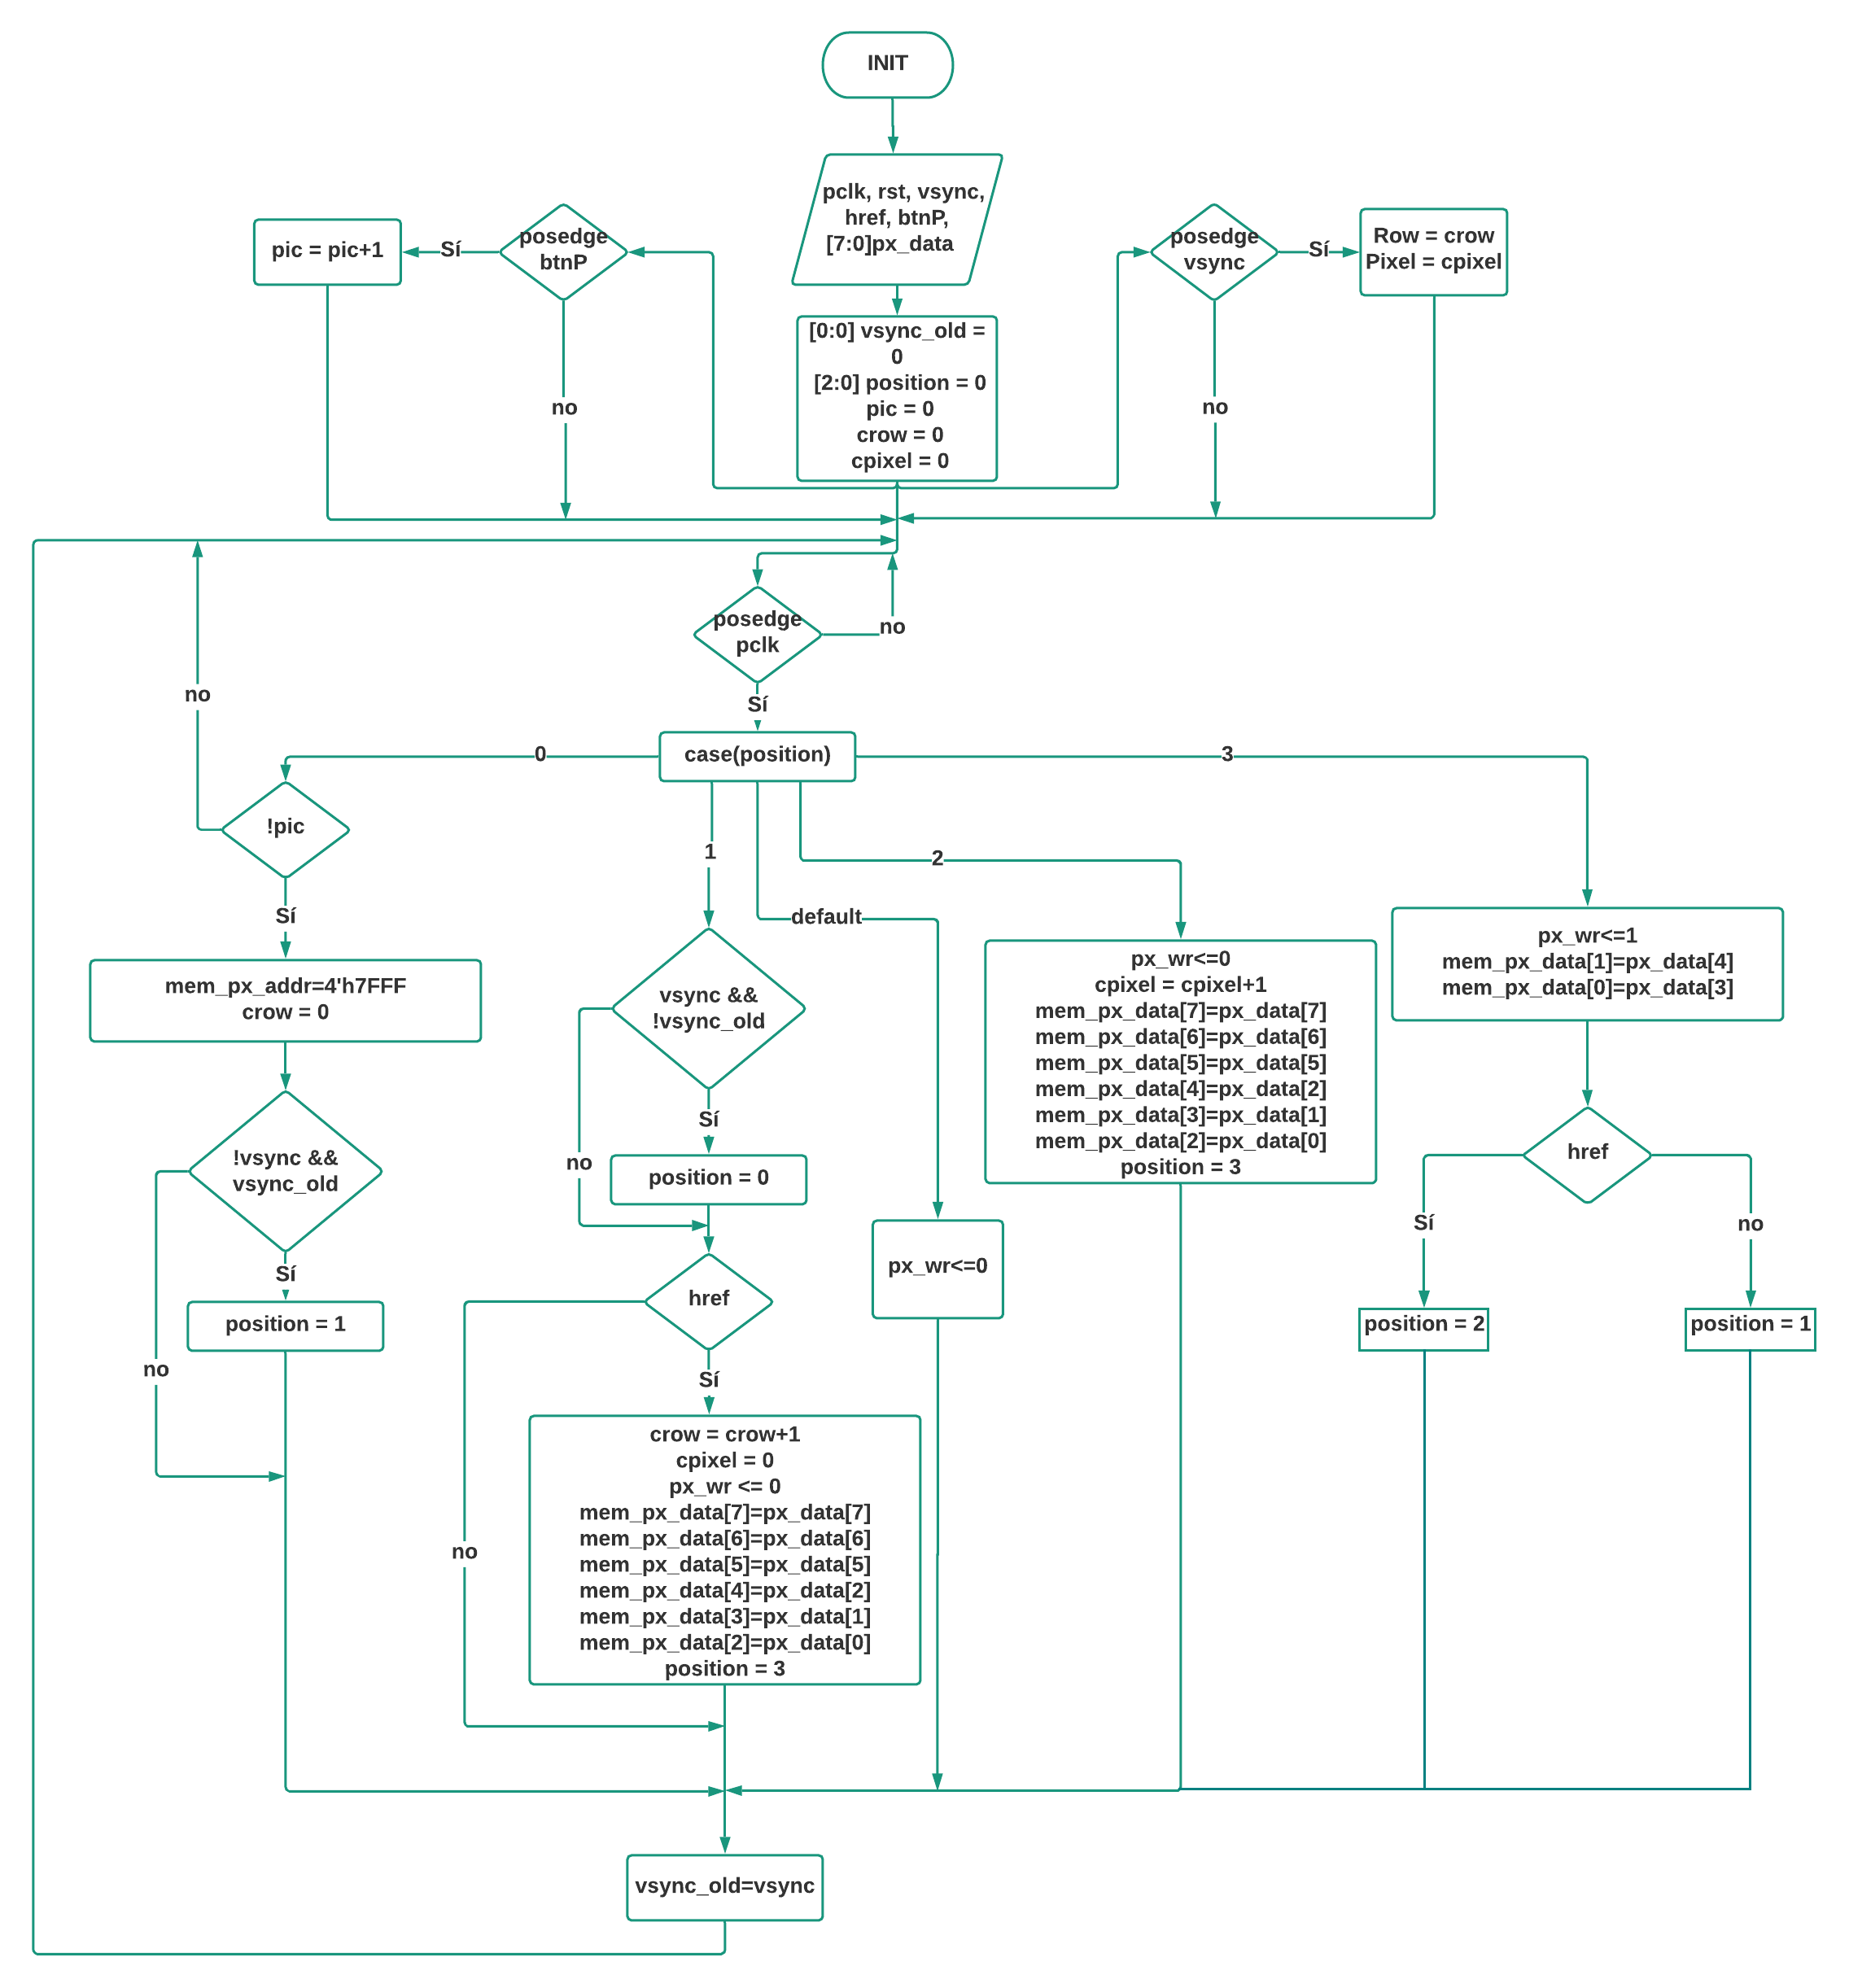 INIT
pclk, rst, vsync,
href, btnP,
[7:0]px_data
pic = pic+1
Sí
posedge
btnP
posedge
vsync
Sí
Row = crow
Pixel = cpixel
[0:0] vsync_old =
0
[2:0] position = 0
pic = 0
crow = 0
cpixel = 0
no
no
posedge
pclk
no
Sí
no
case(position)
0
3
!pic
1
2
default
Sí
mem_px_addr=4'h7FFF
crow = 0
vsync &&
!vsync_old
px_wr<=0
cpixel = cpixel+1
mem_px_data[7]=px_data[7]
mem_px_data[6]=px_data[6]
mem_px_data[5]=px_data[5]
mem_px_data[4]=px_data[2]
mem_px_data[3]=px_data[1]
mem_px_data[2]=px_data[0]
position = 3
px_wr<=1
mem_px_data[1]=px_data[4]
mem_px_data[0]=px_data[3]
!vsync &&
vsync_old
Sí
no
position = 0
href
Sí
no
Sí
position = 1
no
href
px_wr<=0
position = 2
position = 1
Sí
no
crow = crow+1
cpixel = 0
px_wr <= 0
mem_px_data[7]=px_data[7]
mem_px_data[6]=px_data[6]
mem_px_data[5]=px_data[5]
mem_px_data[4]=px_data[2]
mem_px_data[3]=px_data[1]
mem_px_data[2]=px_data[0]
position = 3
vsync_old=vsync